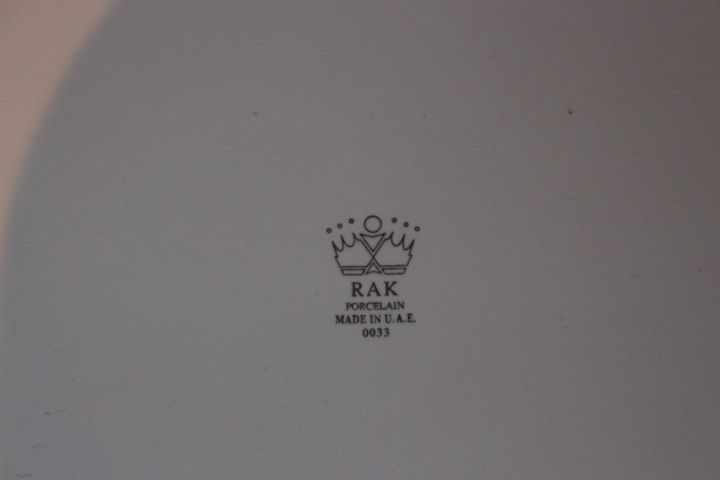 RAK
PORCELAIN
MADE IN U.A.E.
0033